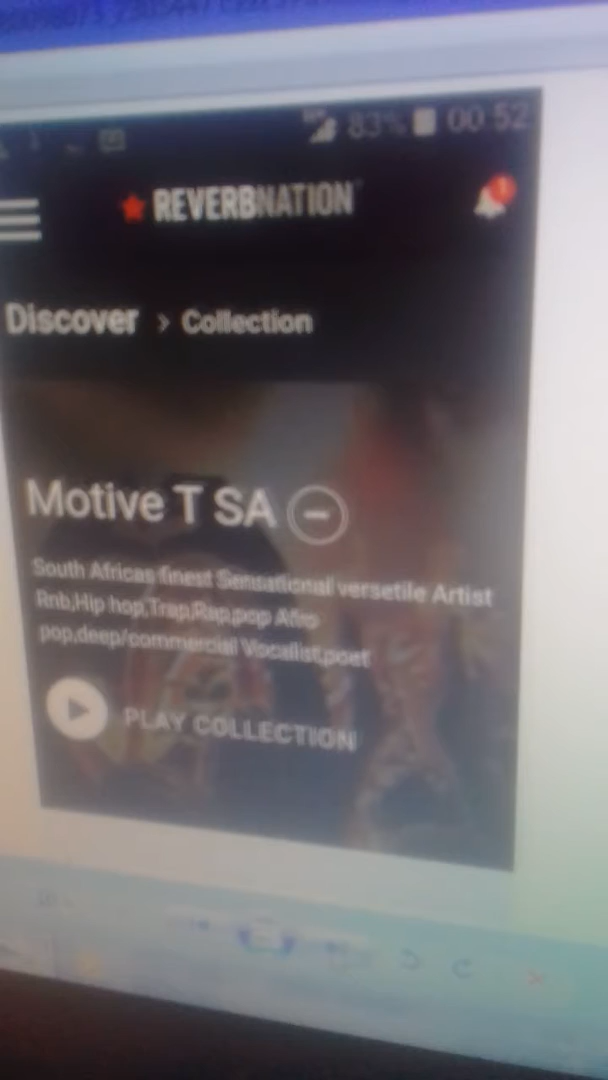 83% 00:52
REVERBNATION
Discover > Collection
Motive T SA
South Africas finest Sensational versetile Artist
Rnb,Hip hop,Trap,Rap,pop Afro
pop,deep/commercial Vocalist,poet
PLAY COLLECTION